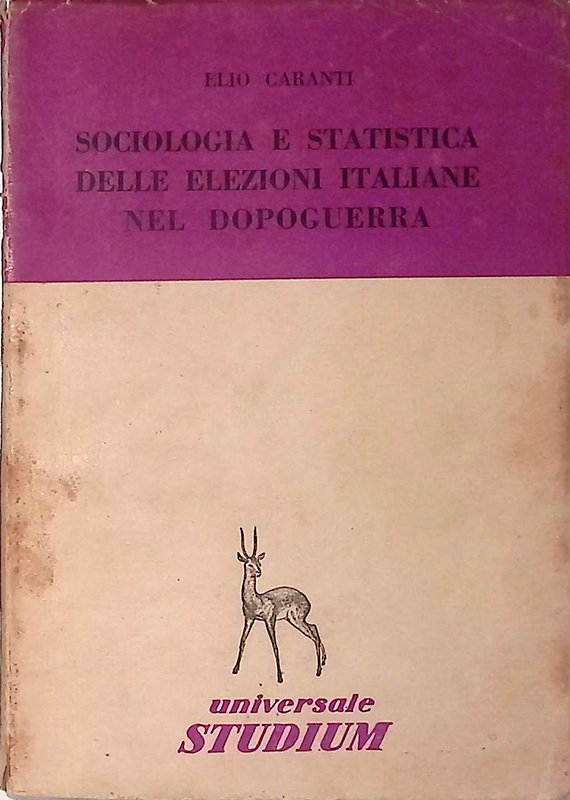 ELIO CARANTI
SOCIOLOGIA E STATISTICA
DELLE ELEZIONI ITALIANE
NEL DOPOGUERRA
universale
STUDIUM